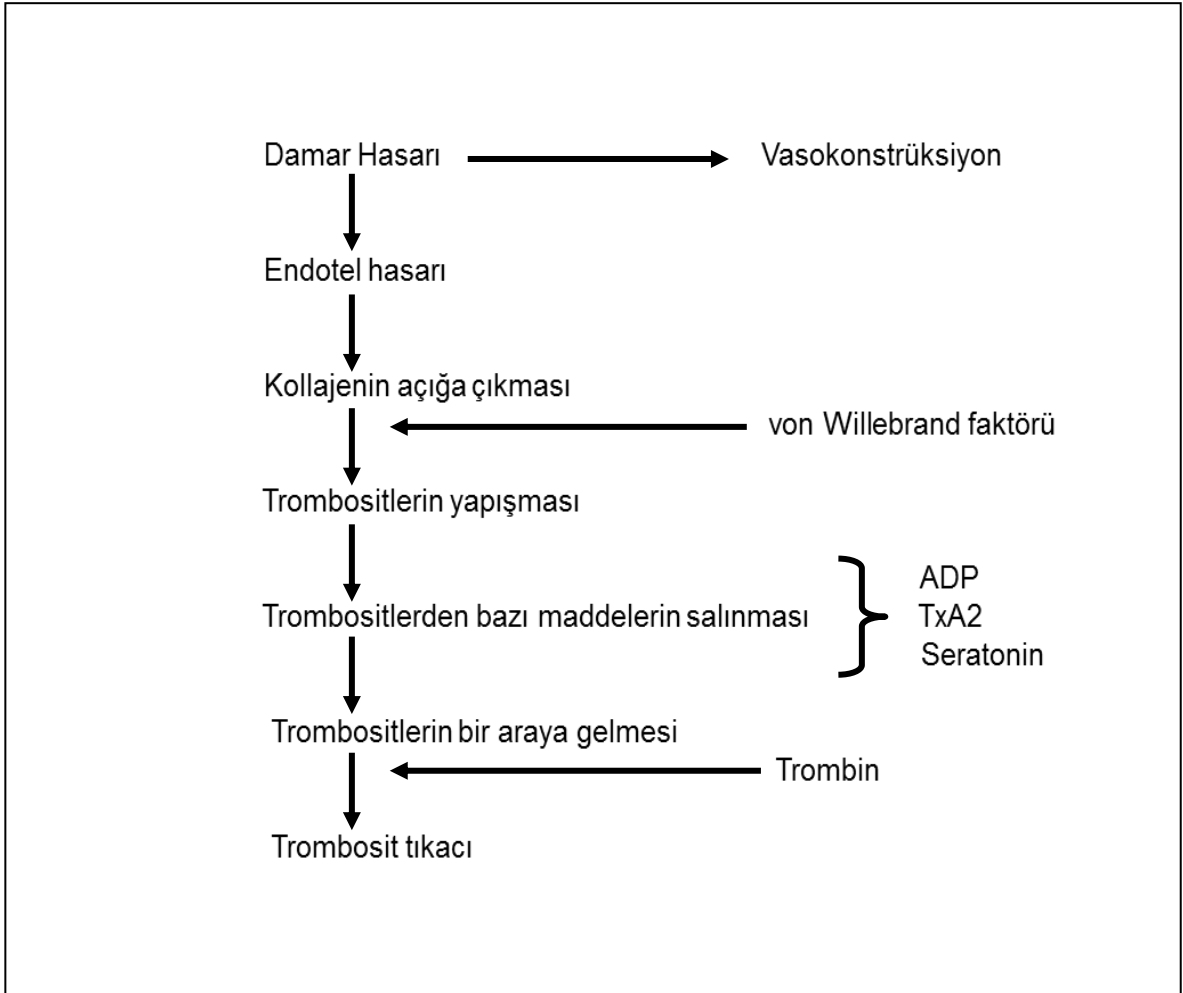 Damar Hasarı
Vasokonstrüksiyon
Endotel hasarı
Kollajenin açığa çıkması
von Willebrand faktörü
Trombositlerin yapışması
Trombositlerden bazı maddelerin salınması
ADP
TxA2
Seratonin
Trombositlerin bir araya gelmesi
Trombin
Trombosit tıkacı